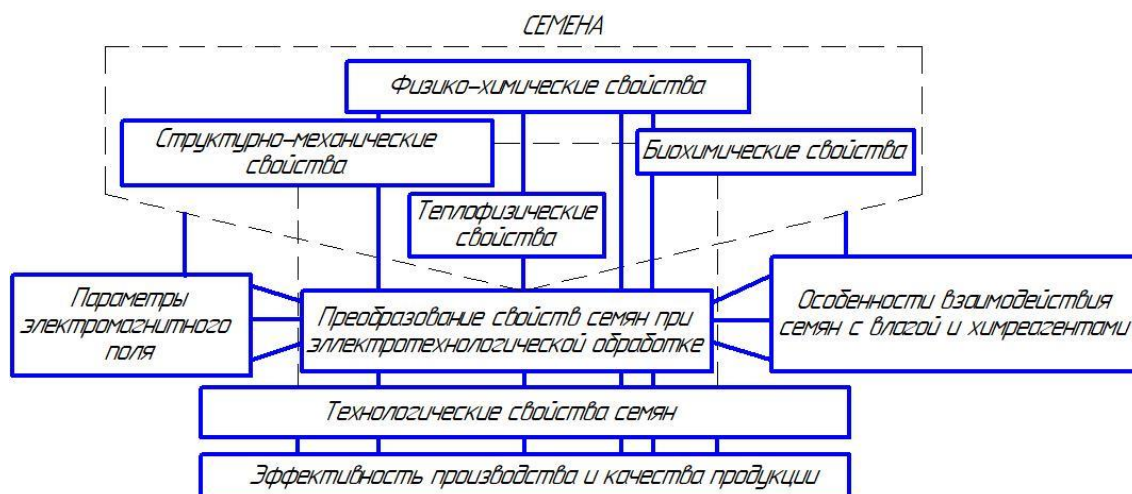 СЕМЕНА
Физико-химические свойства
Структурно-механические
свойства
Биохимические свойства
Теплофизические
свойства
Параметры
электромагнитного
поля
Преобразование свойств семян при
эллектротехнологической обработке
Особенности взаимодействия
семян с влагой и химреагентами
Технологические свойства семян
Эффективность производства и качества продукции